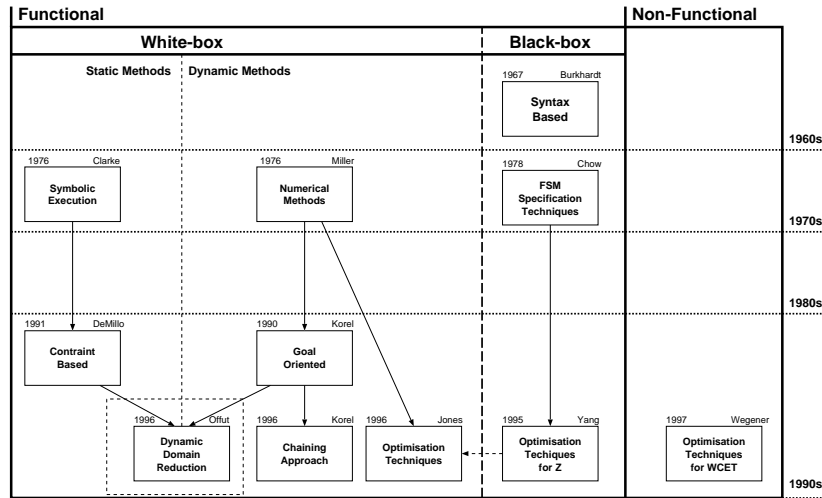 Functional
Non-Functional
White-box
Black-box
Static Methods
Dynamic Methods
1967 Burkhardt
Syntax
Based
1960s
1976 Clarke
Symbolic
Execution
1976 Miller
Numerical
Methods
1978 Chow
FSM
Specification
Techniques
1970s
1980s
1991 DeMillo
Contraint
Based
1990 Korel
Goal
Oriented
1996 Offut
Dynamic
Domain
Reduction
1996 Korel
Chaining
Approach
1996 Jones
Optimisation
Techniques
1995 Yang
Optimisation
Techiques
for Z
1997 Wegener
Optimisation
Techniques
for WCET
1990s